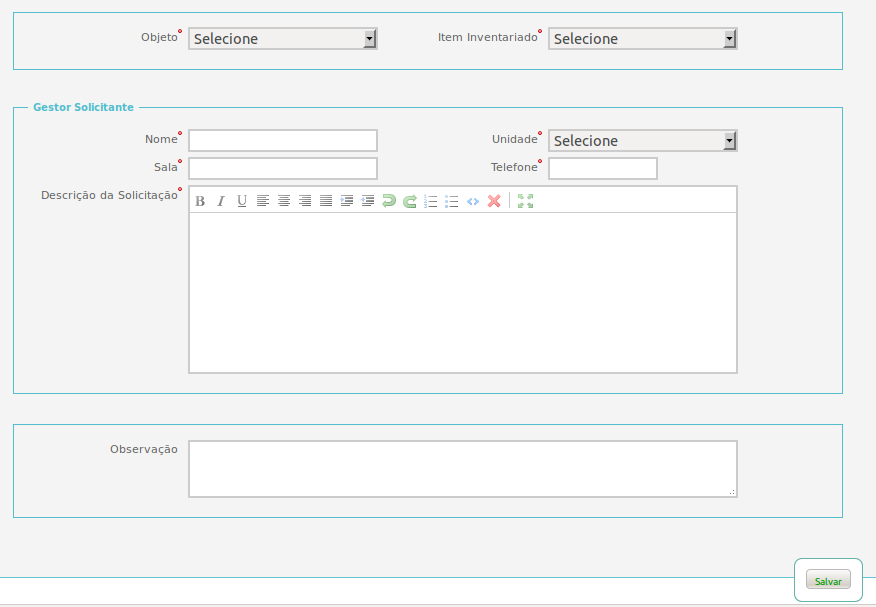 Objeto Selecione Item Inventariado Selecione
Gestor Solicitante
Nome Unidade Selecione
Sala Telefone
Descrição da Solicitação B I U
Observação
Salvar